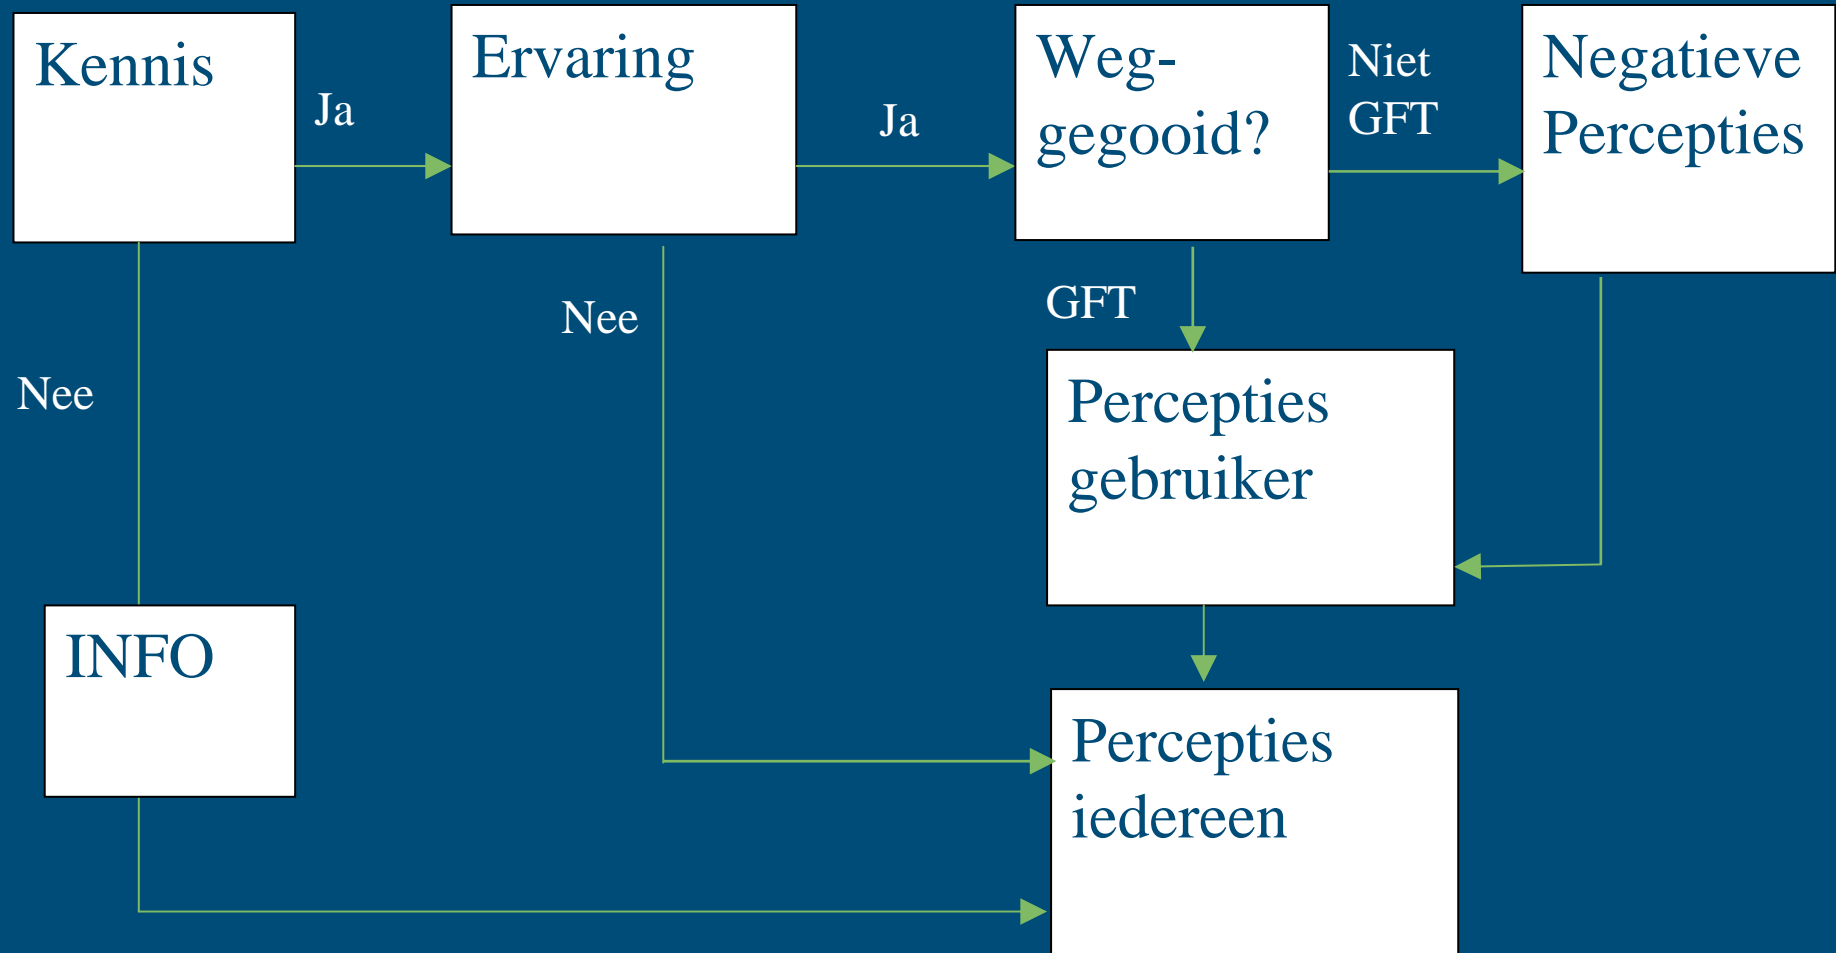 Kennis
Ja
Ervaring
Ja
Weg-
gegooid?
Niet
GFT
Negatieve
Percepties
Nee
Nee
GFT
Percepties
gebruiker
INFO
Percepties
iedereen